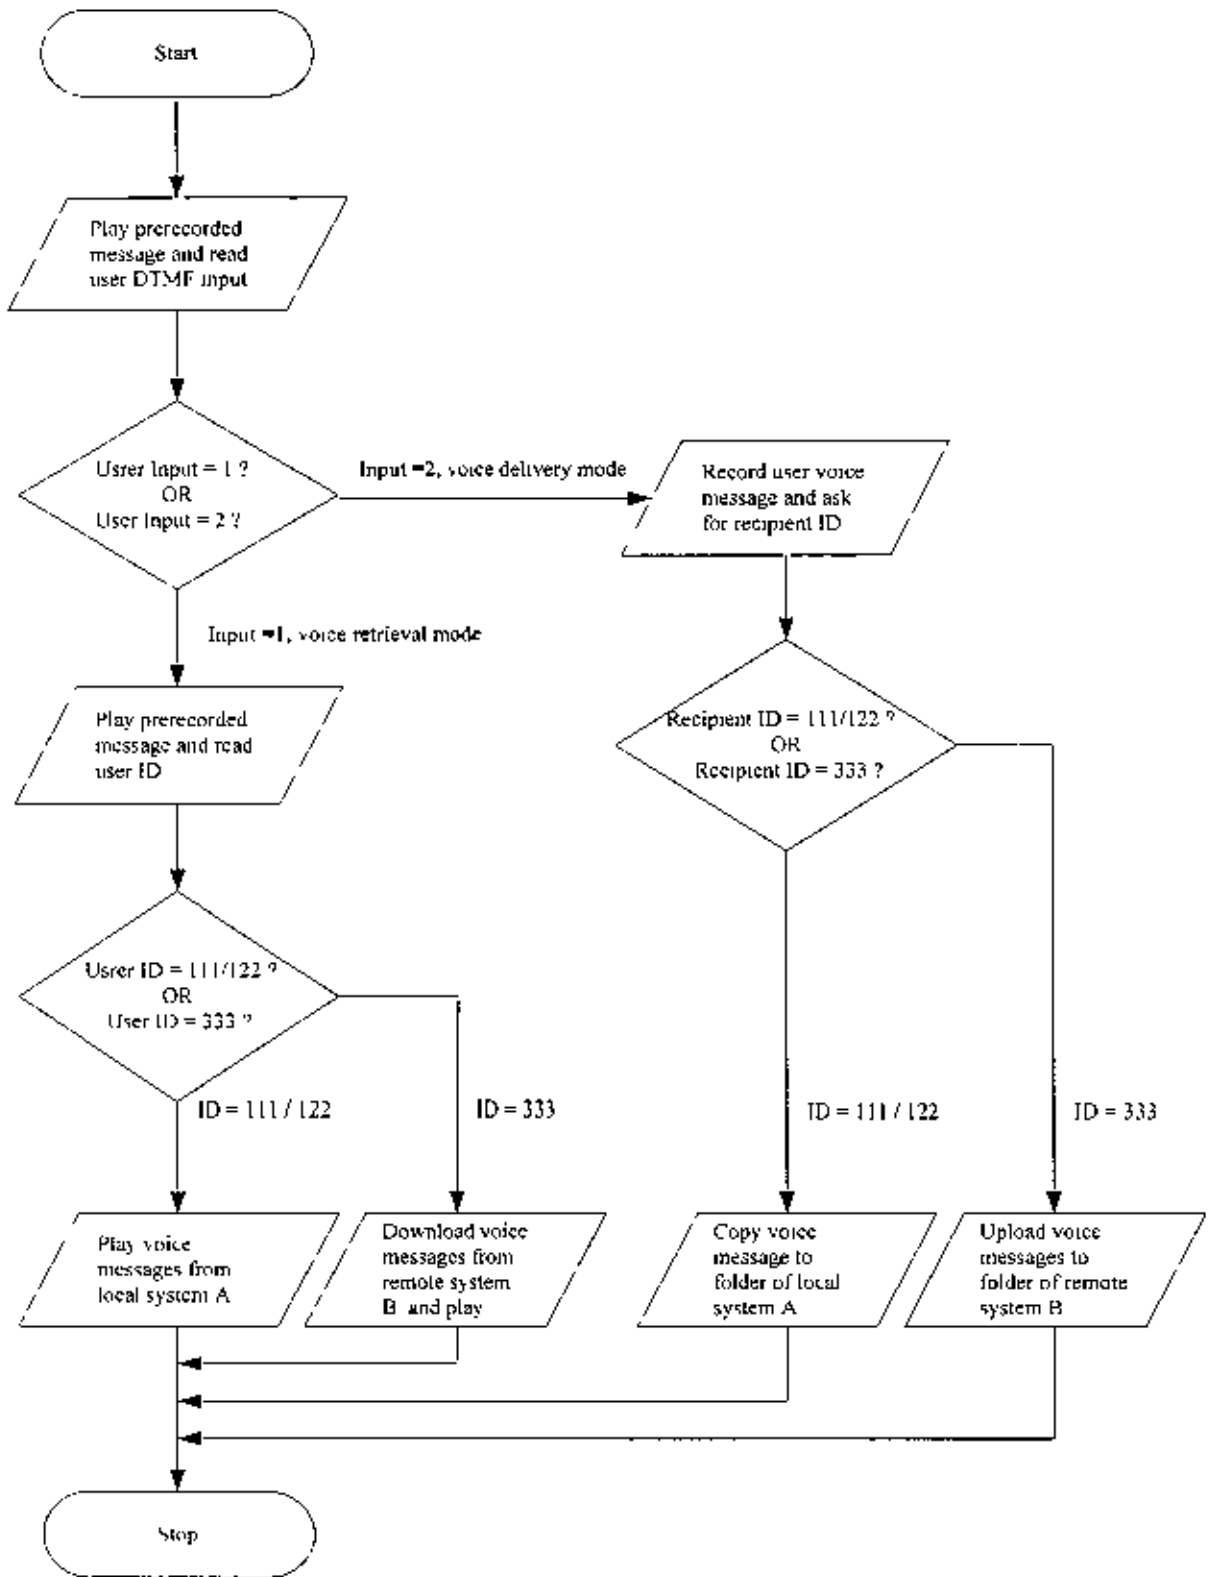 Start
Play prerecorded
message and read
user DTMF input
Usrer Input = 1 ?
OR
User Input = 2 ?
Input =2, voice delivery mode
Record user voice
message and ask
for recipient ID
Input =1, voice retrieval mode
Play prerecorded
message and read
user ID
Recipient ID = 111/122 ?
OR
Recipient ID = 333 ?
Usrer ID = 111/122 ?
OR
User ID = 333 ?
ID = 111 / 122
ID = 333
ID = 111 / 122
ID = 333
Play voice
messages from
local system A
Download voice
messages from
remote system
B and play
Copy voice
message to
folder of local
system A
Upload voice
messages to
folder of remote
system B
Stop